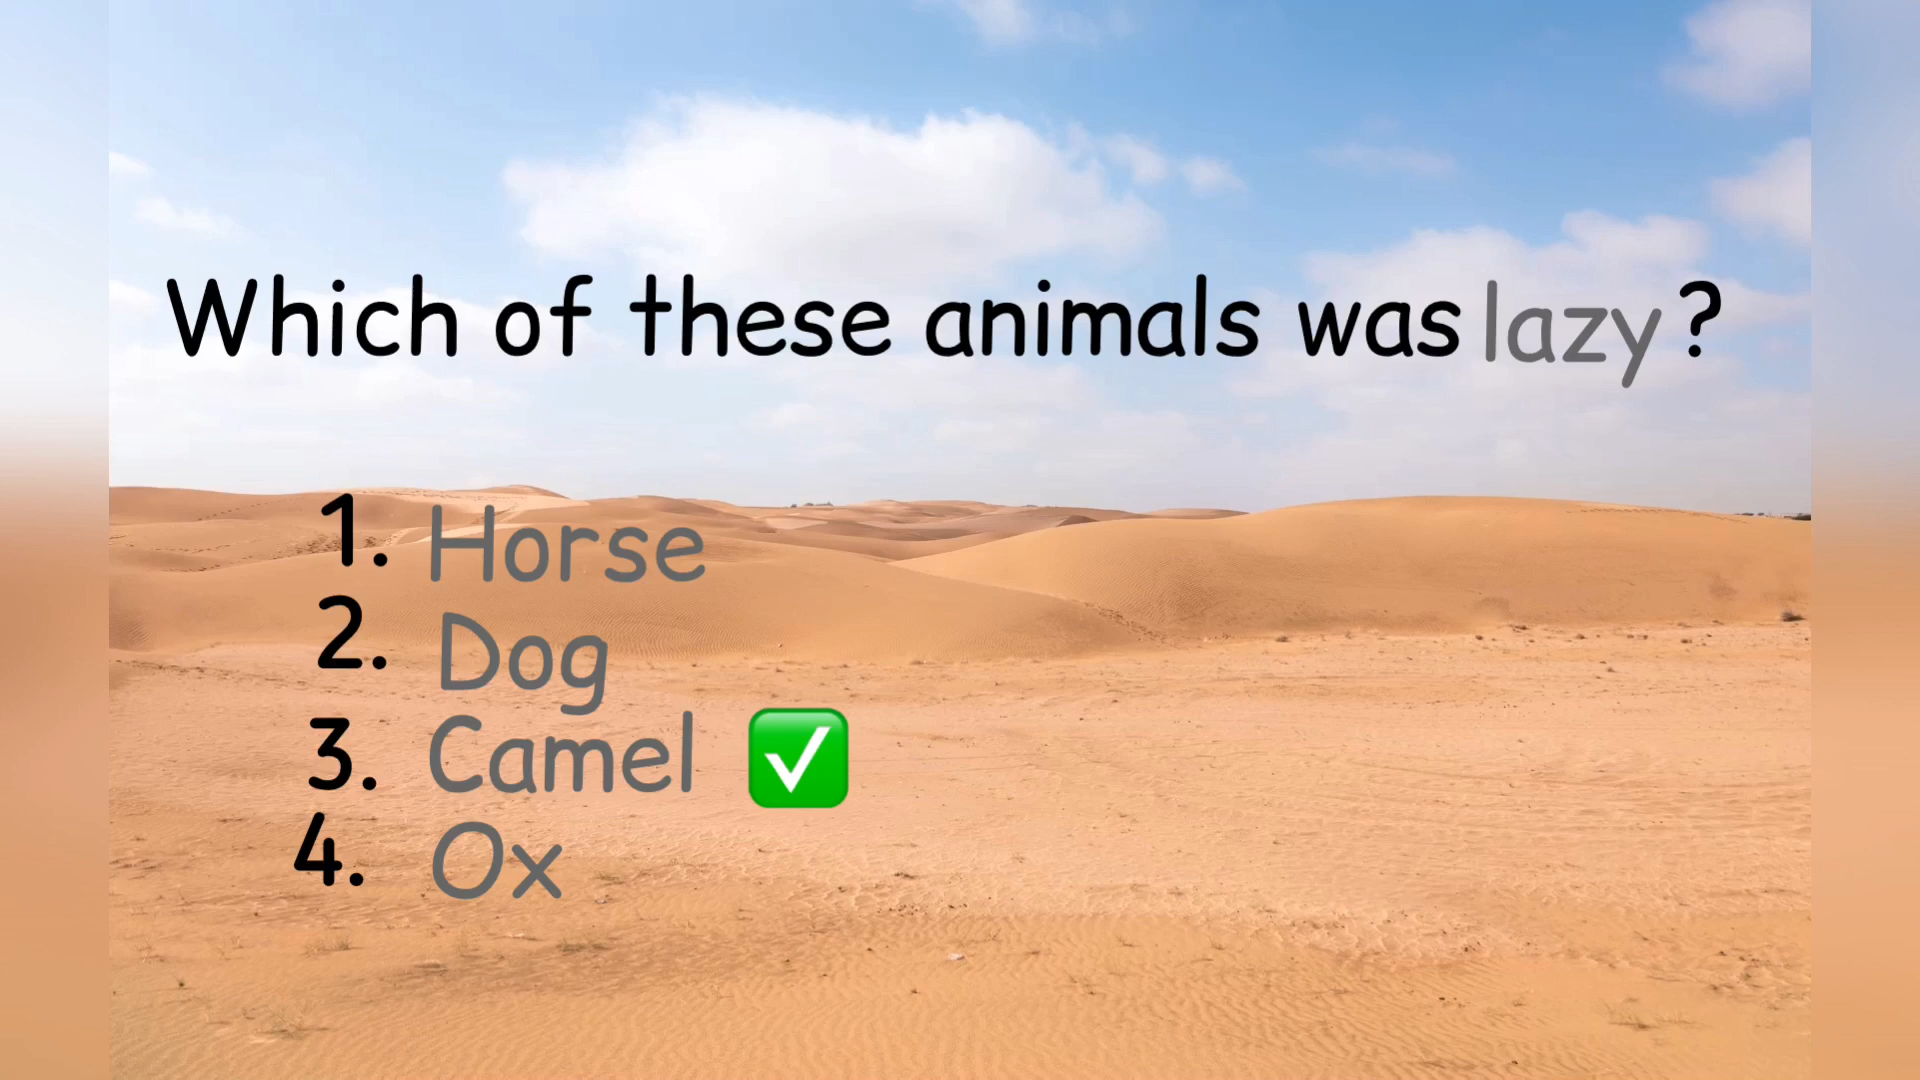 Which of these animals was lazy?
1. Horse
2. Dog
3. Camel ✅
4. Ox